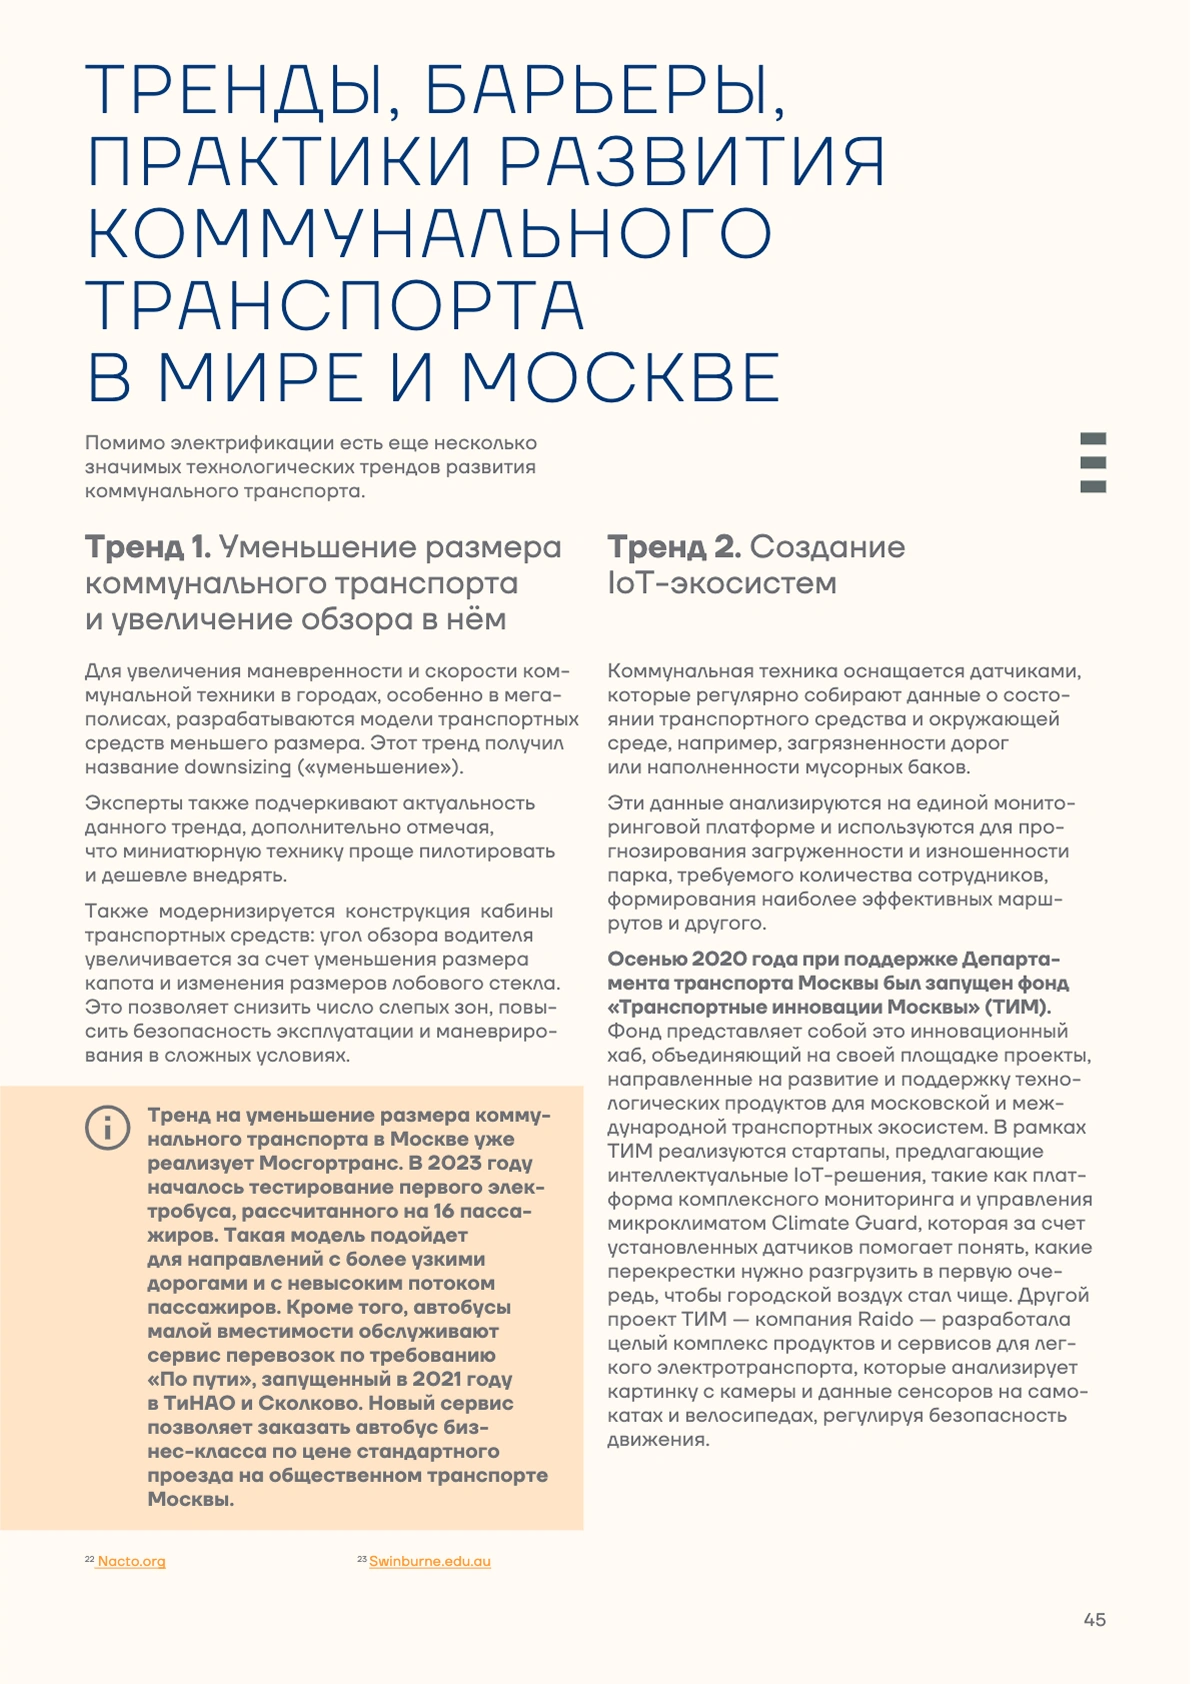 ТРЕНДЫ, БАРЬЕРЫ,
ПРАКТИКИ РАЗВИТИЯ
КОММУНАЛЬНОГО
ТРАНСПОРТА
В МИРЕ И МОСКВЕ
Помимо электрификации есть еще несколько
значимых технологических трендов развития
коммунального транспорта.
Тренд 1. Уменьшение размера
коммунального транспорта
и увеличение обзора в нём
Для увеличения маневренности и скорости ком-
мунальной техники в городах, особенно в мега-
полисах, разрабатываются модели транспортных
средств меньшего размера. Этот тренд получил
название downsizing («уменьшение»).
Эксперты также подчеркивают актуальность
данного тренда, дополнительно отмечая,
что миниатюрную технику проще пилотировать
и дешевле внедрять.
Также модернизируется конструкция кабины
транспортных средств: угол обзора водителя
увеличивается за счет уменьшения размера
капота и изменения размеров лобового стекла.
Это позволяет снизить число слепых зон, повы-
сить безопасность эксплуатации и маневриро-
вания в сложных условиях.
Тренд на уменьшение размера комму-
нального транспорта в Москве уже
реализует Мосгортранс. В 2023 году
началось тестирование первого элек-
тробуса, рассчитанного на 16 пасса-
жиров. Такая модель подойдет
для направлений с более узкими
дорогами и с невысоким потоком
пассажиров. Кроме того, автобусы
малой вместимости обслуживают
сервис перевозок по требованию
«По пути», запущенный в 2021 году
в ТиНАО и Сколково. Новый сервис
позволяет заказать автобус биз-
нес-класса по цене стандартного
проезда на общественном транспорте
Москвы.
Тренд 2. Создание
IoT-экосистем
Коммунальная техника оснащается датчиками,
которые регулярно собирают данные о состо-
янии транспортного средства и окружающей
среде, например, загрязненности дорог
или наполненности мусорных баков.
Эти данные анализируются на единой монито-
ринговой платформе и используются для про-
гнозирования загруженности и изношенности
парка, требуемого количества сотрудников,
формирования наиболее эффективных марш-
рутов и другого.
Осенью 2020 года при поддержке Департа-
мента транспорта Москвы был запущен фонд
«Транспортные инновации Москвы» (ТИМ).
Фонд представляет собой это инновационный
хаб, объединяющий на своей площадке проекты,
направленные на развитие и поддержку техно-
логических продуктов для московской и меж-
дународной транспортных экосистем. В рамках
ТИМ реализуются стартапы, предлагающие
интеллектуальные IoT-решения, такие как плат-
форма комплексного мониторинга и управления
микроклиматом Climate Guard, которая за счет
установленных датчиков помогает понять, какие
перекрестки нужно разгрузить в первую оче-
редь, чтобы городской воздух стал чище. Другой
проект ТИМ — компания Raido — разработала
целый комплекс продуктов и сервисов для лег-
кого электротранспорта, которые анализирует
картинку с камеры и данные сенсоров на само-
катах и велосипедах, регулируя безопасность
движения.
22 Nacto.org
23 Swinburne.edu.au
45